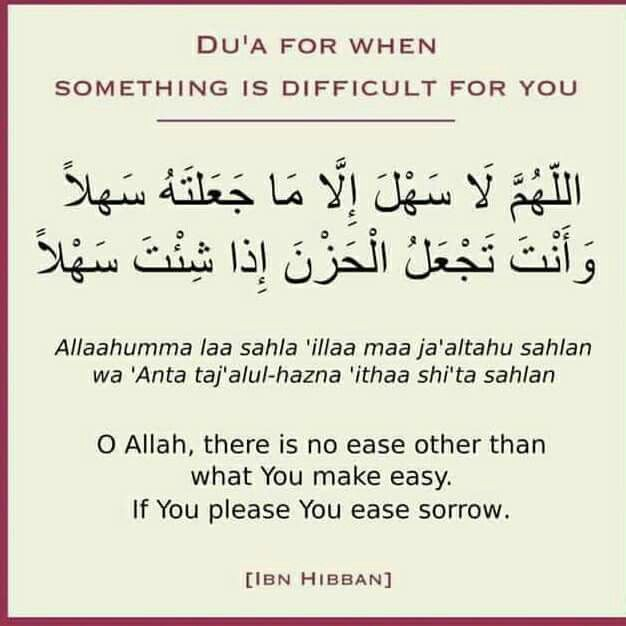 DU'A FOR WHEN
SOMETHING IS DIFFICULT FOR YOU
اللّهُمَّ لَا سَهْلَ إِلَّا مَا جَعَلتَهُ سَهلاً
وَأَنْتَ تَجْعَلُ الْحَزْنَ إِذا شِئْتَ سَهْلاً
Allaahumma laa sahla 'illaa maa ja'altahu sahlan
wa 'Anta taj'alul-hazna 'ithaa shi'ta sahlan
O Allah, there is no ease other than
what You make easy.
If You please You ease sorrow.
[IBN HIBBAN]